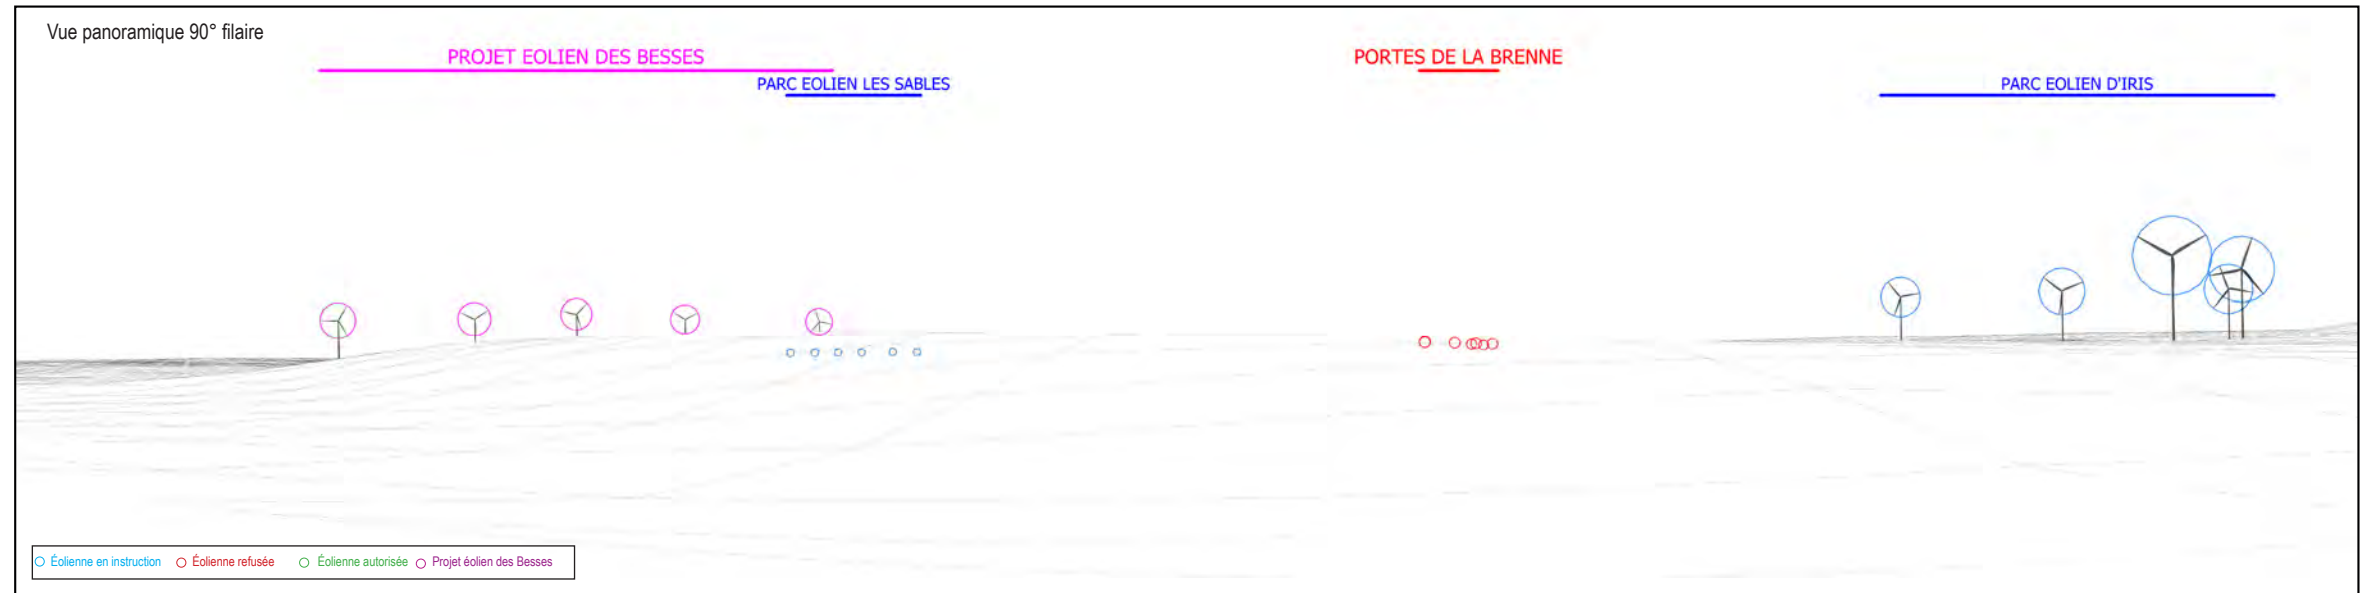 Vue panoramique 90° filaire
PROJET EOLIEN DES BESSES
PARC EOLIEN LES SABLES
PORTES DE LA BRENNE
PARC EOLIEN D'IRIS
Éolienne en instruction Éolienne refusée Éolienne autorisée Projet éolien des Besses